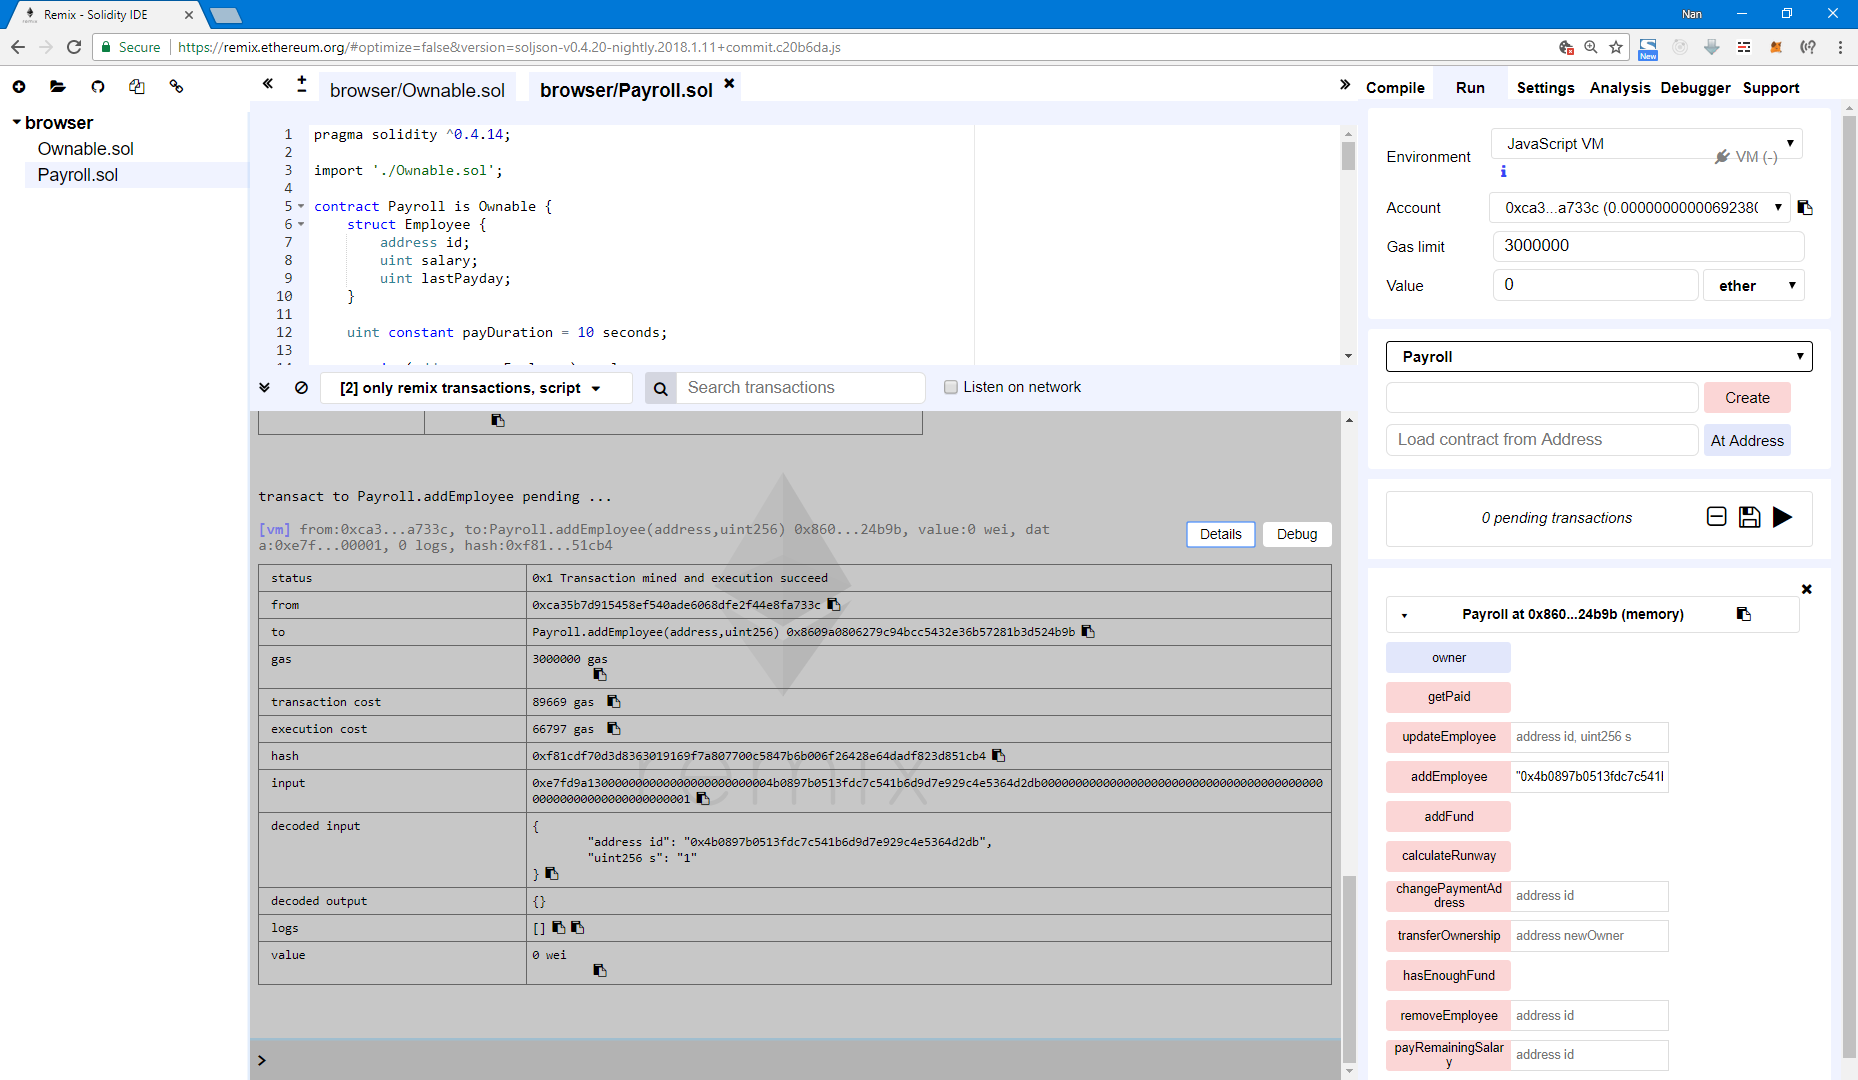 Remix - Solidity IDE
Nan
Secure
https://remix.ethereum.org/#optimize=false&version=soljson-v0.4.20-nightly.2018.1.11+commit.c20b6da.js
New
browser
Ownable.sol
Payroll.sol
browser/Ownable.sol
browser/Payroll.sol
1 pragma solidity ^0.4.14;
2
3 import './Ownable.sol';
4
5 contract Payroll is Ownable {
6 struct Employee {
7 address id;
8 uint salary;
9 uint lastPayday;
10 }
11
12 uint constant payDuration = 10 seconds;
13
[2] only remix transactions, script
Search transactions
Listen on network
transact to Payroll.addEmployee pending ...
[vm] from:0xca3...a733c, to:Payroll.addEmployee(address,uint256) 0x860...24b9b, value:0 wei, dat
a:0xe7f...00001, 0 logs, hash:0xf81...51cb4
Details
Debug
status 0x1 Transaction mined and execution succeed
from 0xca35b7d915458ef540ade6068dfe2f44e8fa733c
to Payroll.addEmployee(address,uint256) 0x8609a0806279c94bcc5432e36b57281b3d524b9b
gas 3000000 gas
transaction cost 89669 gas
execution cost 66797 gas
hash 0xf81cdf70d3d8363019169f7a807700c5847b6b006f26428e64dadf823d851cb4
input
decoded input {
"address id": "0x4b0897b0513fdc7c541b6d9d7e929c4e5364d2db",
"uint256 s": "1"
}
decoded output {}
logs []
value 0 wei
remix
>
Compile
Run
Settings
Analysis
Debugger
Support
Environment
JavaScript VM
VM (-)
Account
0xca3...a733c (0.0000000000069238
Gas limit
3000000
Value
0
ether
Payroll
Create
Load contract from Address
At Address
0 pending transactions
Payroll at 0x860...24b9b (memory)
owner
getPaid
updateEmployee
address id, uint256 s
addEmployee
"0x4b0897b0513fdc7c541
addFund
calculateRunway
changePaymentAd
dress
address id
transferOwnership
address newOwner
hasEnoughFund
removeEmployee
address id
payRemainingSalar
y
address id